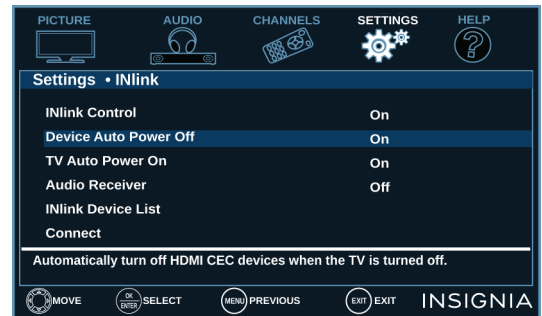 PICTURE AUDIO CHANNELS SETTINGS HELP
Settings • INlink
INlink Control On
Device Auto Power Off On
TV Auto Power On On
Audio Receiver Off
INlink Device List
Connect
Automatically turn off HDMI CEC devices when the TV is turned off.
MOVE OK ENTER SELECT MENU PREVIOUS EXIT EXIT INSIGNIA